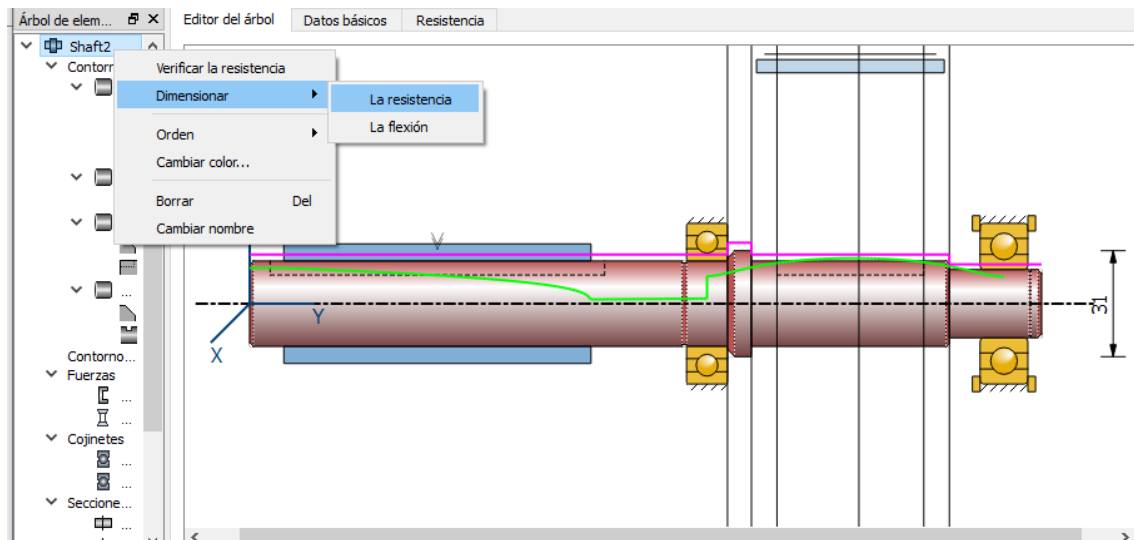 Árbol de elem...
Editor del árbol
Datos básicos
Resistencia
Shaft2
Contorr
Verificar la resistencia
Dimensionar
La resistencia
La flexión
Orden
Cambiar color...
Borrar Del
Cambiar nombre
...
Contorno...
Fuerzas
...
...
Cojinetes
...
...
Seccione...
...
Y
X
31